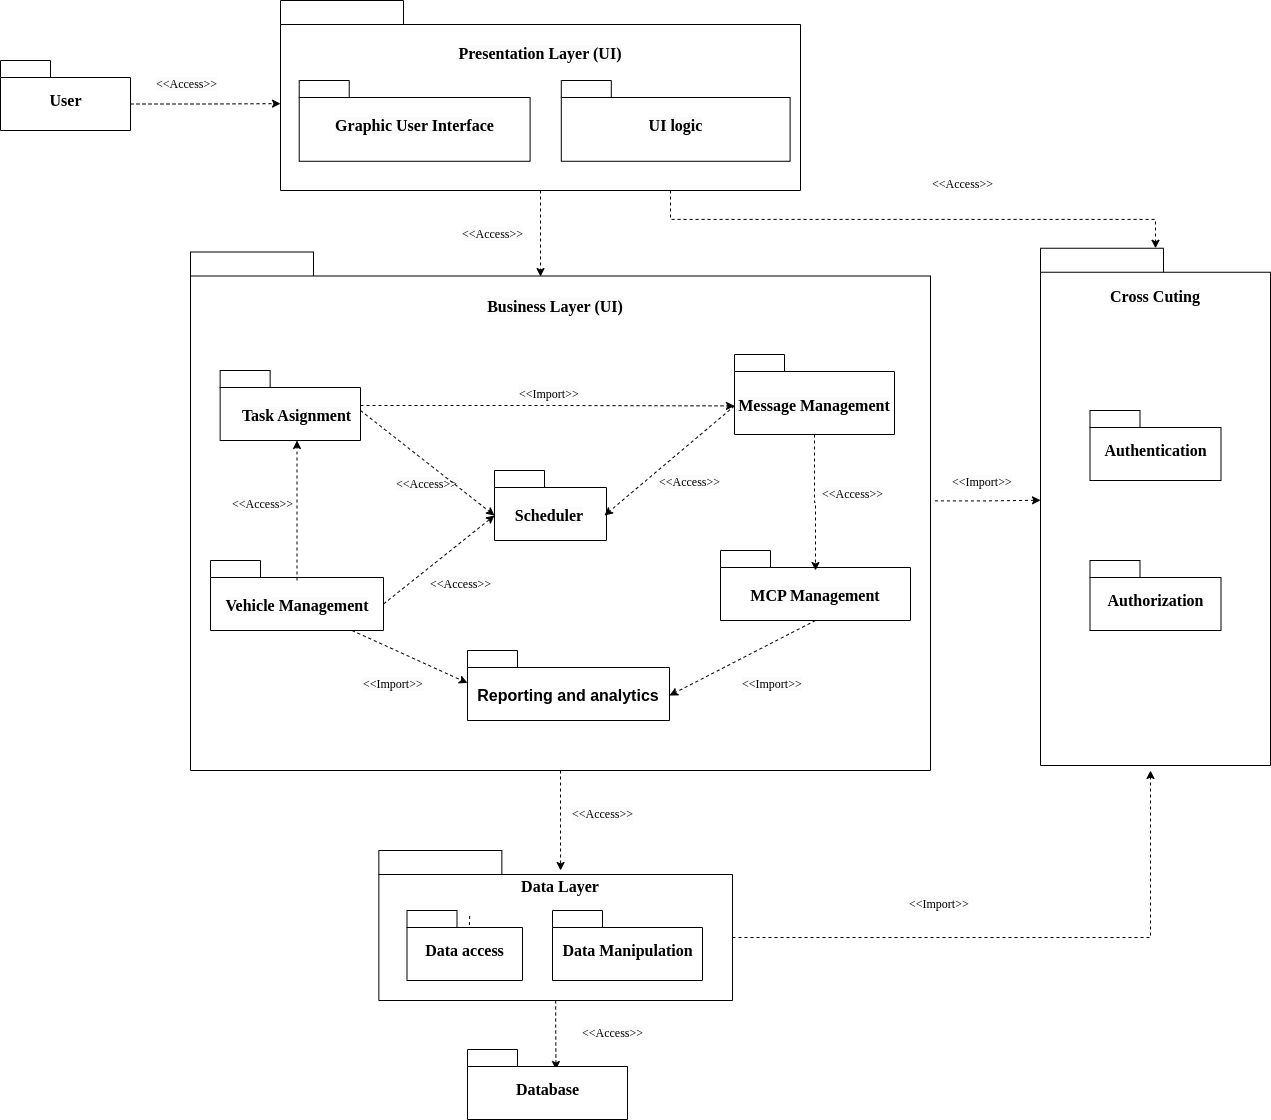 Presentation Layer (UI)
<<Access>>
User
Graphic User Interface
UI logic
<<Access>>
<<Access>>
Business Layer (UI)
Cross Cuting
<<Import>>
Task Asignment
Message Management
Authentication
<<Access>>
<<Access>>
<<Import>>
<<Access>>
<<Access>>
Scheduler
<<Access>>
Vehicle Management
MCP Management
Authorization
<<Import>>
<<Import>>
Reporting and analytics
<<Access>>
Data Layer
<<Import>>
Data access
Data Manipulation
<<Access>>
Database